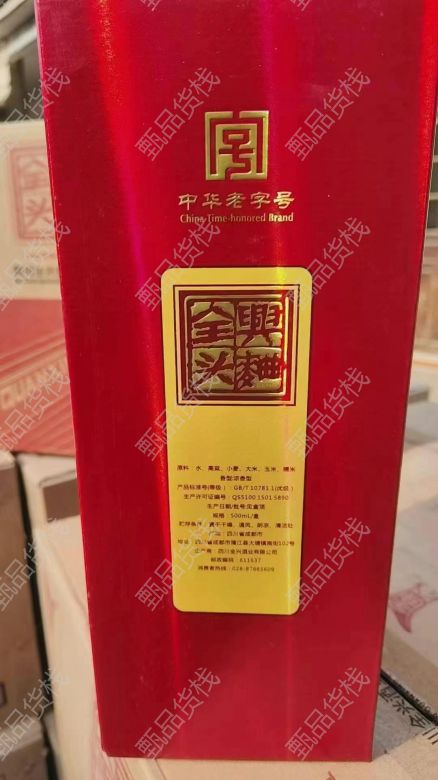 中华老字号
China Time-honored Brand
全興
头麯
原料：水、高粱、小麦、大米、玉米、糯米
香型：浓香型
产品标准号(等级)：GB/T 10781.1(优级)
生产许可证编号：QS5100 1501 5890
生产日期/批号:见盒顶
规格：500mL/盒
贮存条件：置于干燥、通风、阴凉、清洁处
产地：四川省成都市
地址：四川省成都市蒲江县大塘镇南街102号
生产商：四川全兴酒业有限公司
邮政编码：611637
消费者热线：028-87663609
甄品货栈
全
头
全兴酒